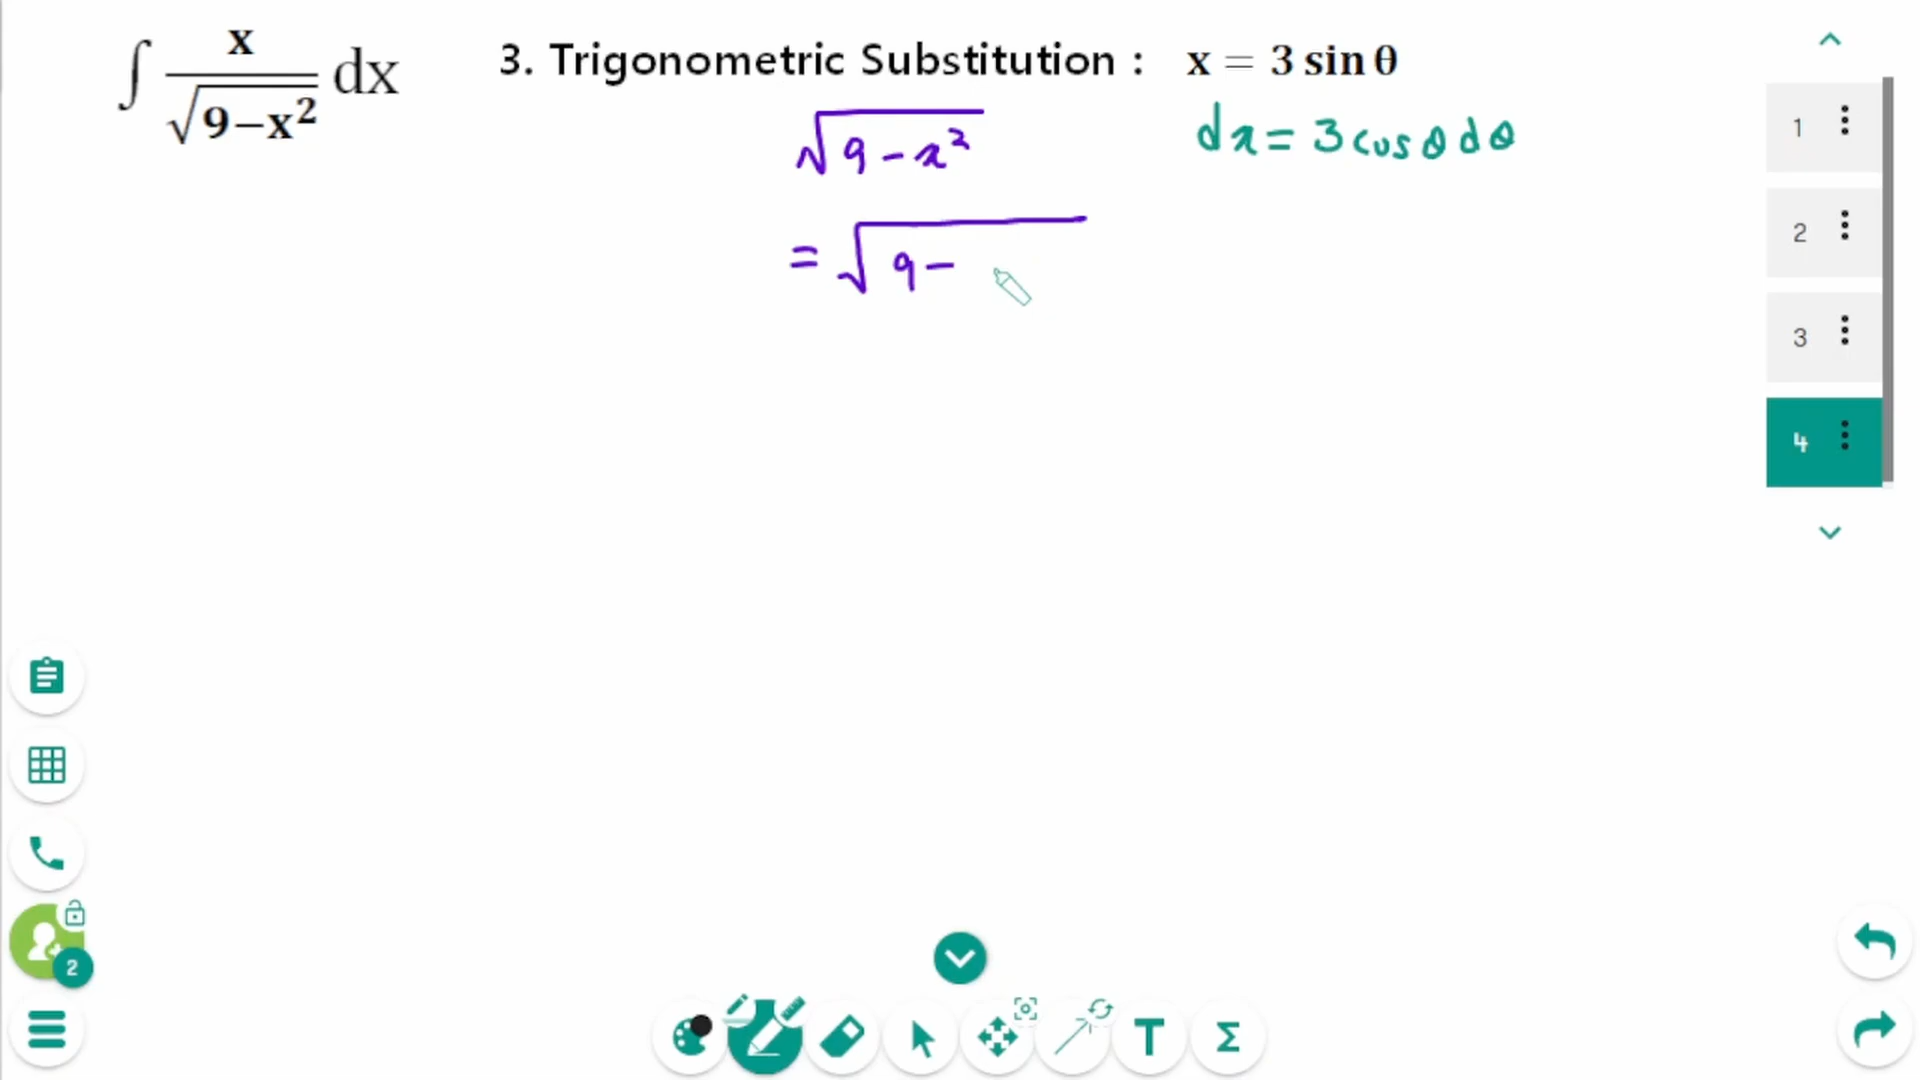 ∫ x/√(9−x²) dx
3. Trigonometric Substitution : x = 3 sin θ
√(9 − x²)
dx = 3 cos θ dθ
= √(9 −
1
2
3
4
2
T
Σ